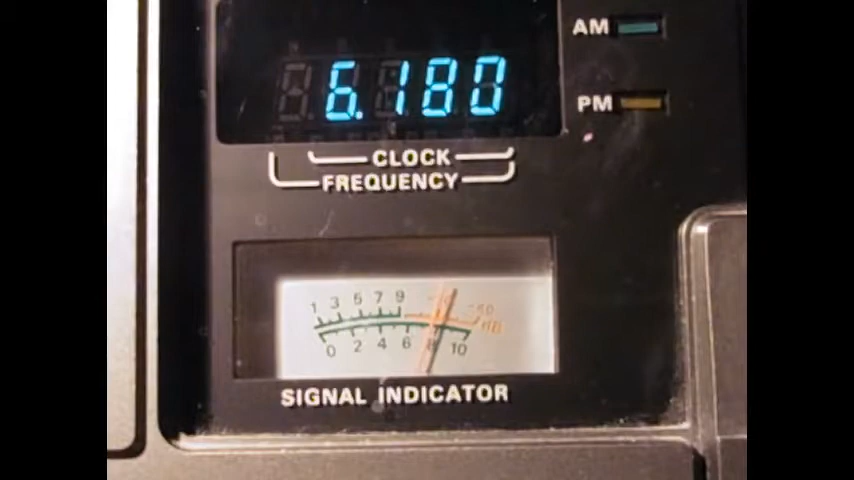 6.180
AM
PM
CLOCK
FREQUENCY
1 3 5 7 9
dB
0 2 4 6 8 10
SIGNAL INDICATOR